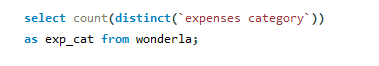 select count(distinct(`expenses category`))
as exp_cat from wonderla;